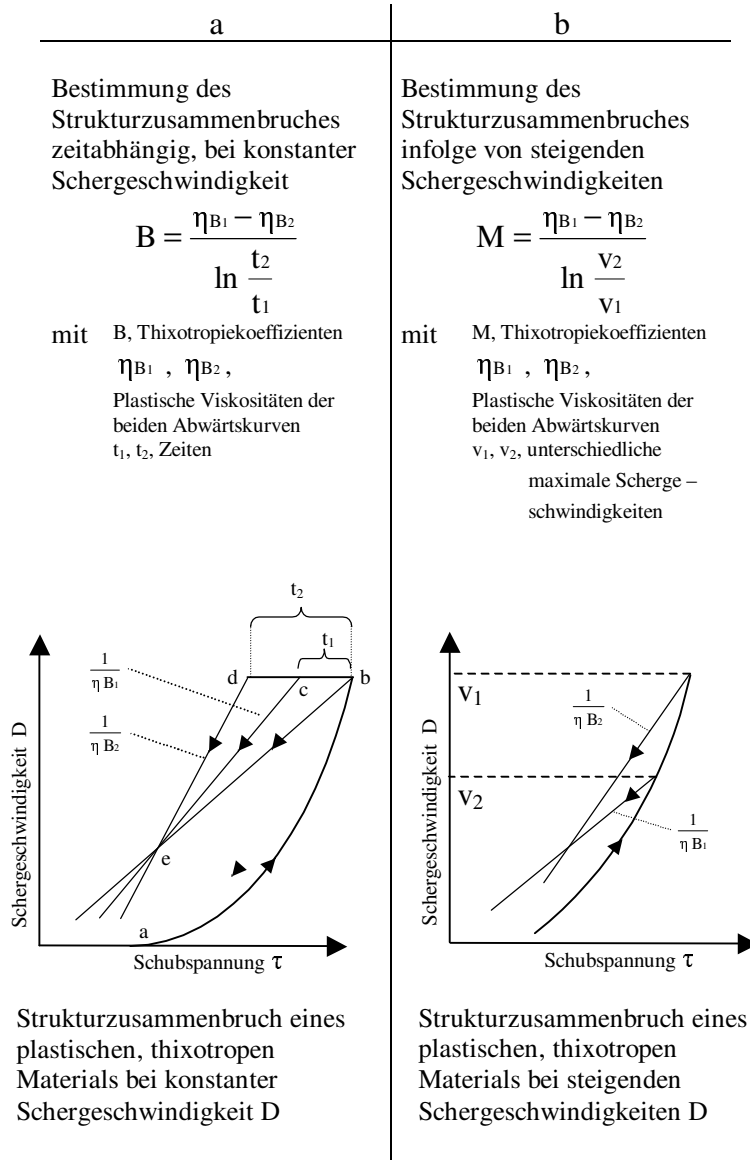 a
Bestimmung des
Strukturzusammenbruches
zeitabhängig, bei konstanter
Schergeschwindigkeit
B = (ηB1 – ηB2) / (ln t2/t1)
mit B, Thixotropiekoeffizienten
ηB1 , ηB2 ,
Plastische Viskositäten der
beiden Abwärtskurven
t1, t2, Zeiten
t2
t1
d
c
b
1/ηB1
1/ηB2
e
a
Schergeschwindigkeit D
Schubspannung τ
Strukturzusammenbruch eines
plastischen, thixotropen
Materials bei konstanter
Schergeschwindigkeit D
b
Bestimmung des
Strukturzusammenbruches
infolge von steigenden
Schergeschwindigkeiten
M = (ηB1 – ηB2) / (ln v2/v1)
mit M, Thixotropiekoeffizienten
ηB1 , ηB2 ,
Plastische Viskositäten der
beiden Abwärtskurven
v1, v2, unterschiedliche
maximale Scherge –
schwindigkeiten
v1
1/ηB2
v2
1/ηB1
Schergeschwindigkeit D
Schubspannung τ
Strukturzusammenbruch eines
plastischen, thixotropen
Materials bei steigenden
Schergeschwindigkeiten D